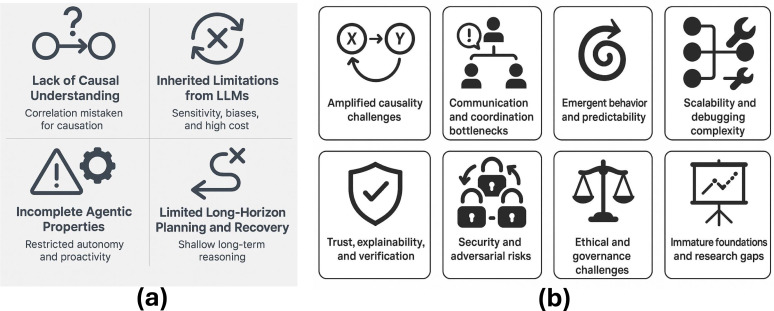 ?
Lack of Causal
Understanding
Correlation mistaken
for causation
Inherited Limitations
from LLMs
Sensitivity, biases,
and high cost
Incomplete Agentic
Properties
Restricted autonomy
and proactivity
Limited Long-Horizon
Planning and Recovery
Shallow long-term
reasoning
(a)
X Y
Amplified causality
challenges
Communication
and coordination
bottlenecks
Emergent behavior
and predictability
Scalability and
debugging
complexity
Trust, explainability,
and verification
Security and
adversarial risks
Ethical and
governance
challenges
Immature foundations
and research gaps
(b)